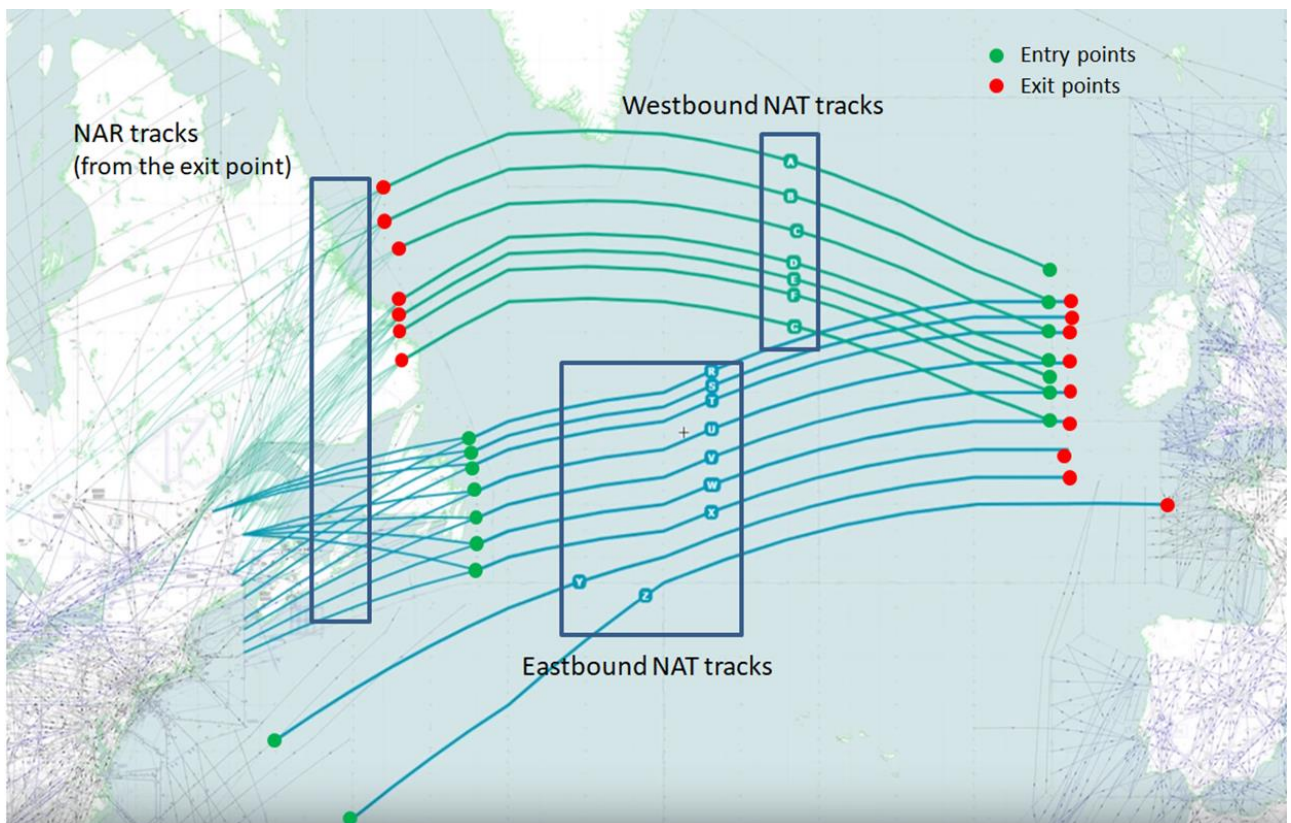 Entry points
Exit points
Westbound NAT tracks
NAR tracks
(from the exit point)
A
B
C
D
E
F
G
R
S
T
U
V
W
X
Y
Z
Eastbound NAT tracks